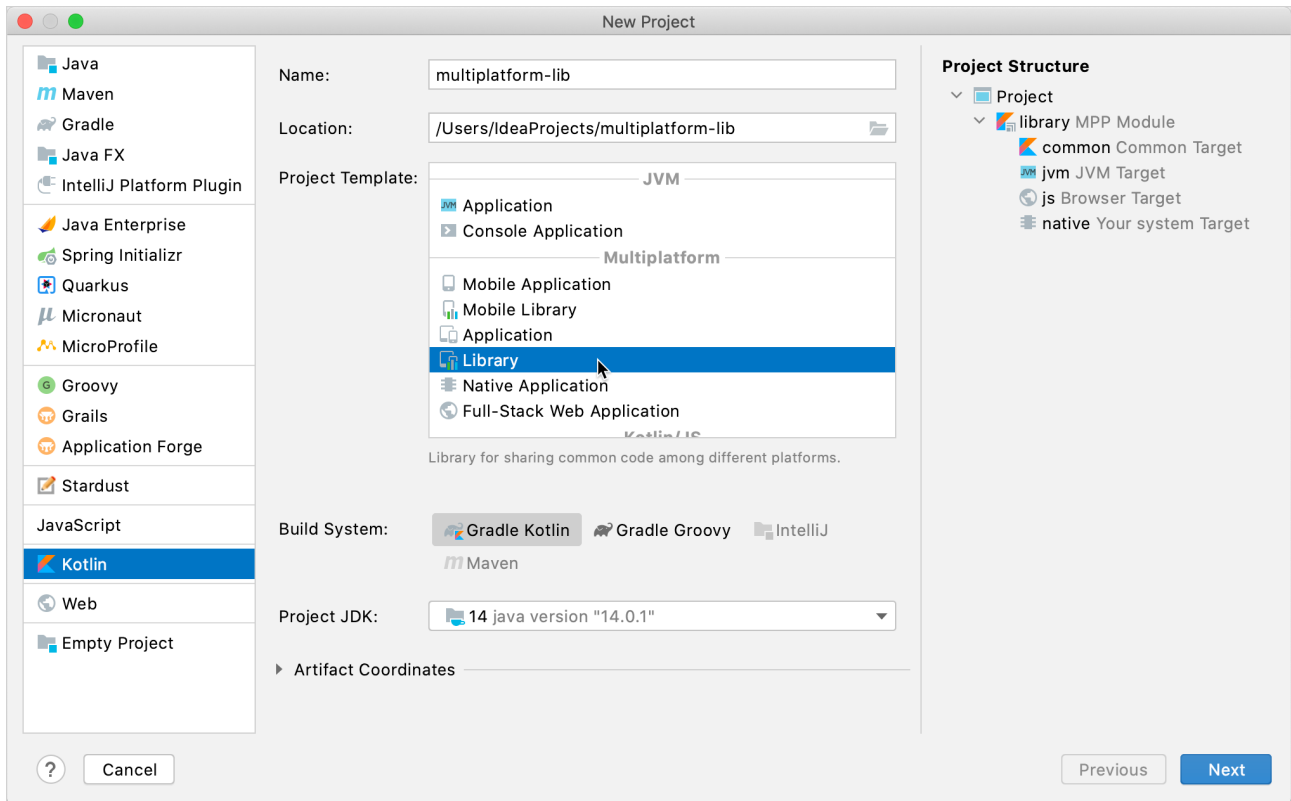 New Project
Java
Maven
Gradle
Java FX
IntelliJ Platform Plugin
Java Enterprise
Spring Initializr
Quarkus
Micronaut
MicroProfile
Groovy
Grails
Application Forge
Stardust
JavaScript
Kotlin
Web
Empty Project
Name: multiplatform-lib
Location: /Users/IdeaProjects/multiplatform-lib
Project Template:
JVM
Application
Console Application
Multiplatform
Mobile Application
Mobile Library
Application
Library
Native Application
Full-Stack Web Application
Kotlin/JS
Library for sharing common code among different platforms.
Build System: Gradle Kotlin Gradle Groovy IntelliJ
Maven
Project JDK: 14 java version "14.0.1"
Artifact Coordinates
Project Structure
Project
library MPP Module
common Common Target
jvm JVM Target
js Browser Target
native Your system Target
? Cancel Previous Next